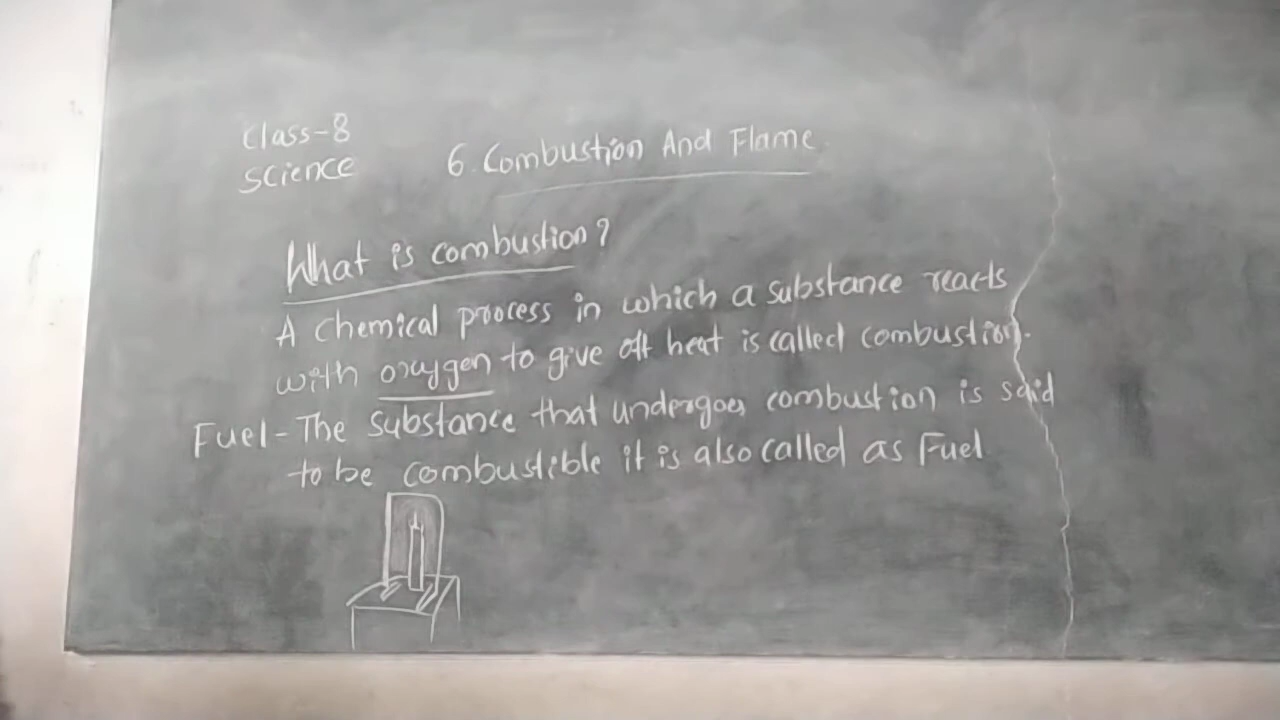 Class-8
Science
6. Combustion And Flame
What is combustion?
A chemical process in which a substance reacts
with oxygen to give off heat is called combustion.
Fuel - The substance that undergoes combustion is said
to be combustible it is also called as Fuel